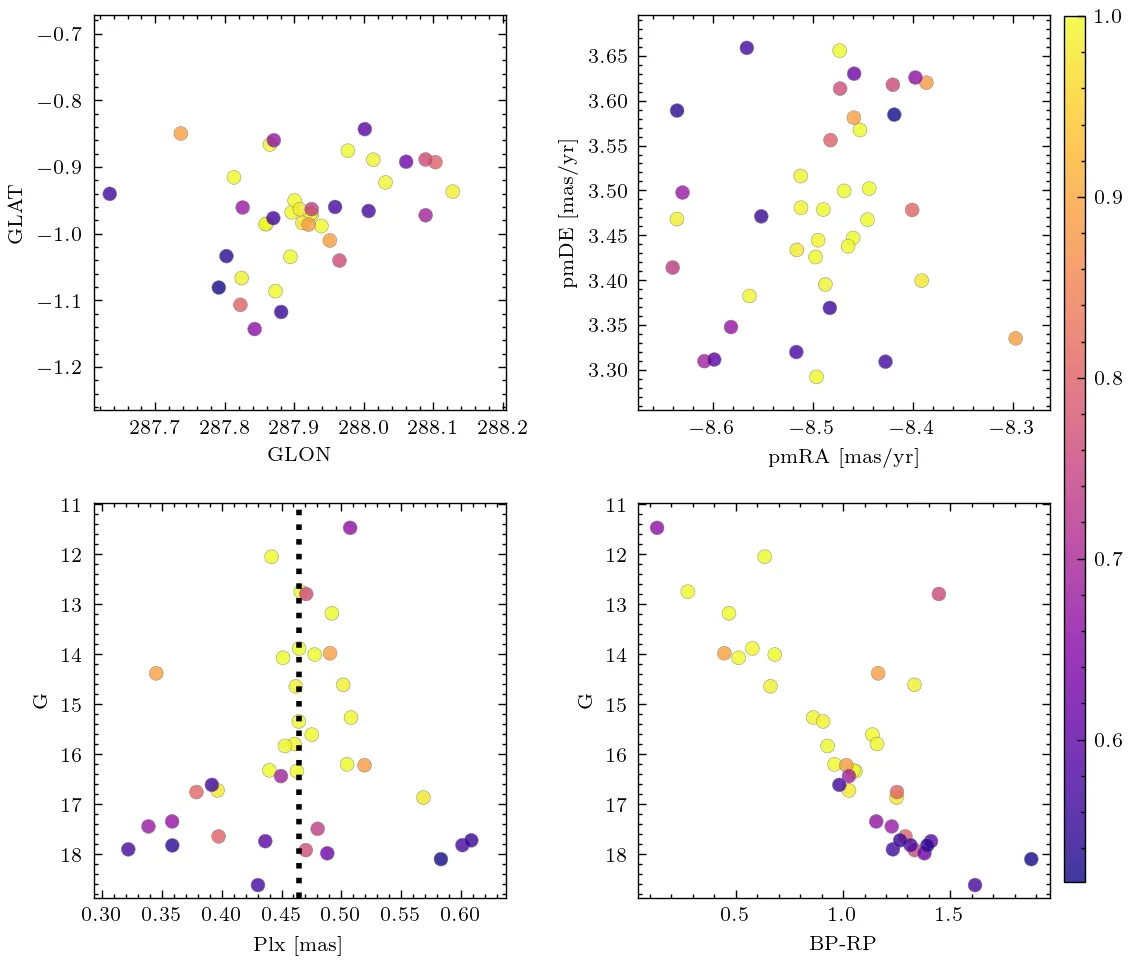 −0.7
−0.8
−0.9
−1.0
−1.1
−1.2
GLAT
287.7 287.8 287.9 288.0 288.1 288.2
GLON
3.65
3.60
3.55
3.50
3.45
3.40
3.35
3.30
pmDE [mas/yr]
−8.6 −8.5 −8.4 −8.3
pmRA [mas/yr]
11
12
13
14
15
16
17
18
G
0.30 0.35 0.40 0.45 0.50 0.55 0.60
Plx [mas]
11
12
13
14
15
16
17
18
G
0.5 1.0 1.5
BP-RP
1.0
0.9
0.8
0.7
0.6